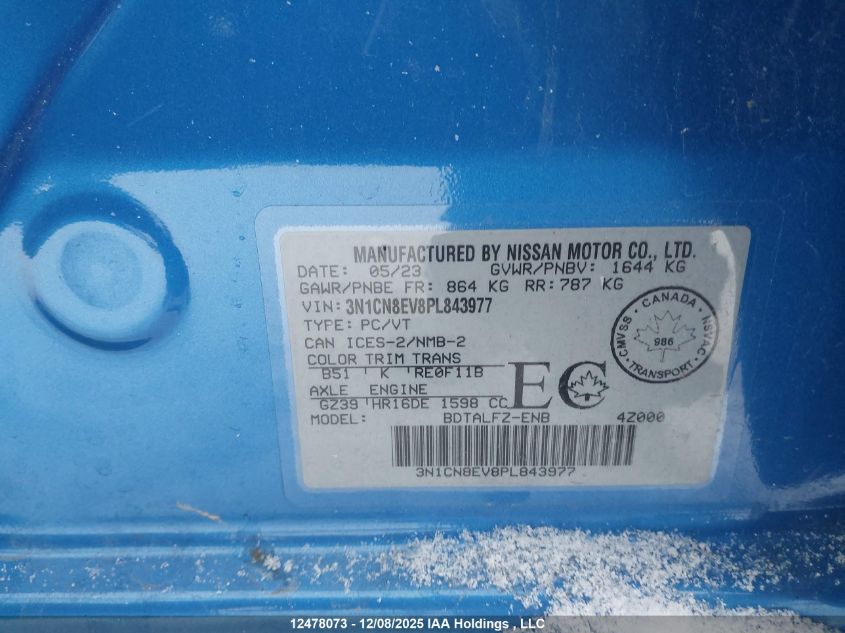 MANUFACTURED BY NISSAN MOTOR CO., LTD.
DATE: 05/23 GVWR/PNBV: 1644 KG
GAWR/PNBE FR: 864 KG RR: 787 KG
VIN: 3N1CN8EV8PL843977
TYPE: PC/VT
CAN ICES-2/NMB-2
COLOR TRIM TRANS
B51 K RE0F11B
AXLE ENGINE
GZ39 HR16DE 1598 CC
EC
MODEL: BDTALFZ-ENB 4Z000
3N1CN8EV8PL843977
CANADA
CMVSS NSVAC
986
TRANSPORT
12478073 - 12/08/2025 IAA Holdings , LLC